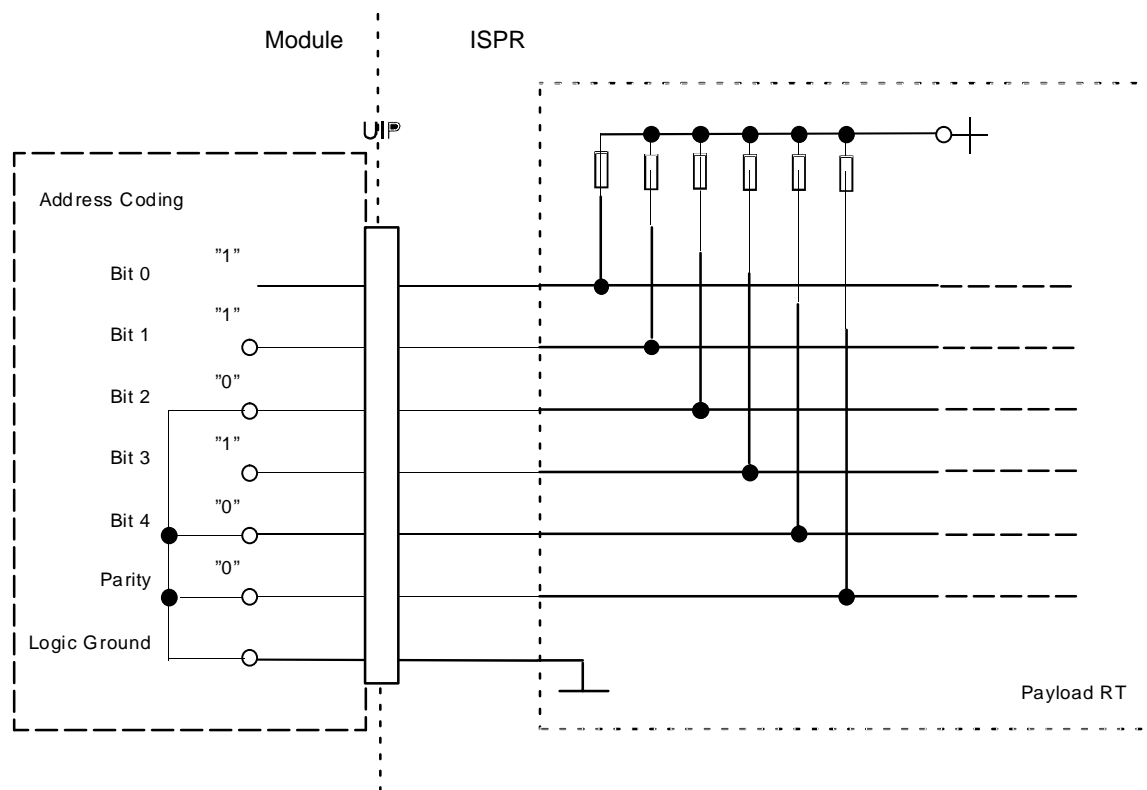 Module ISPR
UIP
Address Coding
Bit 0 ”1”
Bit 1 ”1”
Bit 2 ”0”
Bit 3 ”1”
Bit 4 ”0”
Parity ”0”
Logic Ground
Payload RT